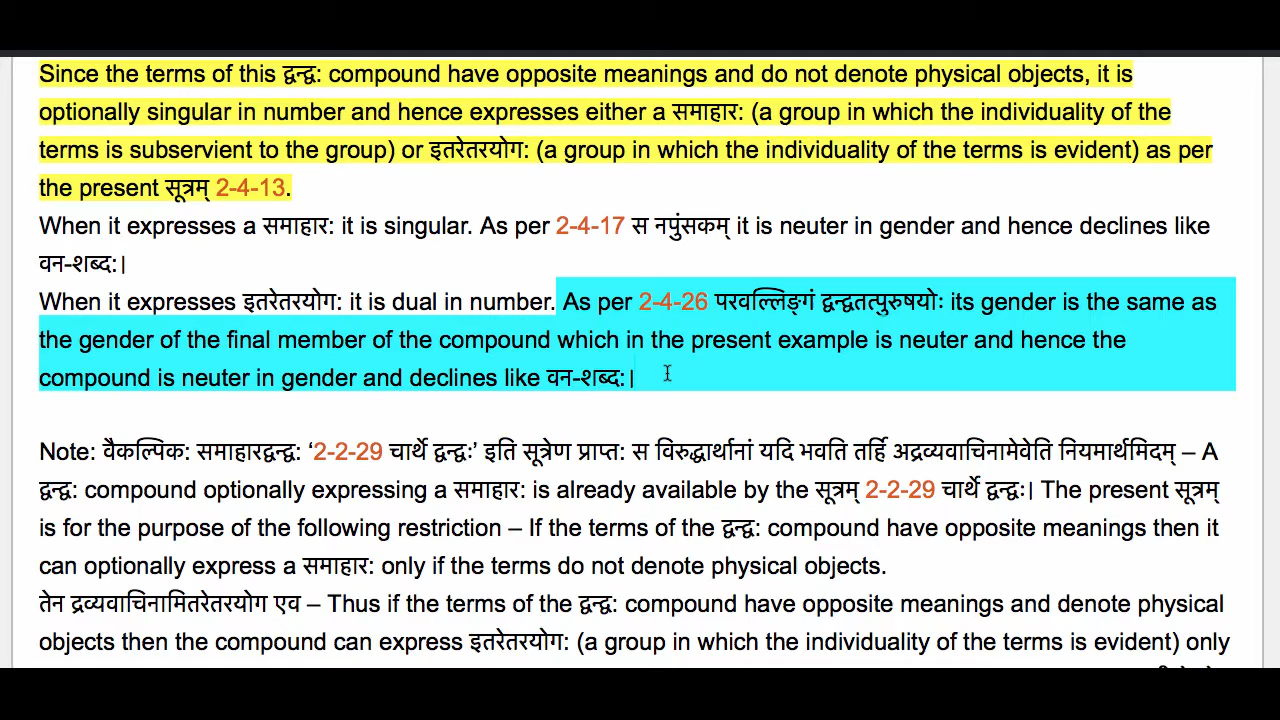 Since the terms of this द्वन्द्व: compound have opposite meanings and do not denote physical objects, it is
optionally singular in number and hence expresses either a समाहार: (a group in which the individuality of the
terms is subservient to the group) or इतरेतरयोग: (a group in which the individuality of the terms is evident) as per
the present सूत्रम् 2-4-13.
When it expresses a समाहार: it is singular. As per 2-4-17 स नपुंसकम् it is neuter in gender and hence declines like
वन-शब्द:।
When it expresses इतरेतरयोग: it is dual in number. As per 2-4-26 परवल्लिङ्गं द्वन्द्वतत्पुरुषयोः its gender is the same as
the gender of the final member of the compound which in the present example is neuter and hence the
compound is neuter in gender and declines like वन-शब्द:।
Note: वैकल्पिक: समाहारद्वन्द्व: ‘2-2-29 चार्थे द्वन्द्वः’ इति सूत्रेण प्राप्त: स विरुद्धार्थानां यदि भवति तर्हि अद्रव्यवाचिनामेवेति नियमार्थमिदम् – A
द्वन्द्व: compound optionally expressing a समाहार: is already available by the सूत्रम् 2-2-29 चार्थे द्वन्द्वः। The present सूत्रम्
is for the purpose of the following restriction – If the terms of the द्वन्द्व: compound have opposite meanings then it
can optionally express a समाहार: only if the terms do not denote physical objects.
तेन द्रव्यवाचिनामितरेतरयोग एव – Thus if the terms of the द्वन्द्व: compound have opposite meanings and denote physical
objects then the compound can express इतरेतरयोग: (a group in which the individuality of the terms is evident) only